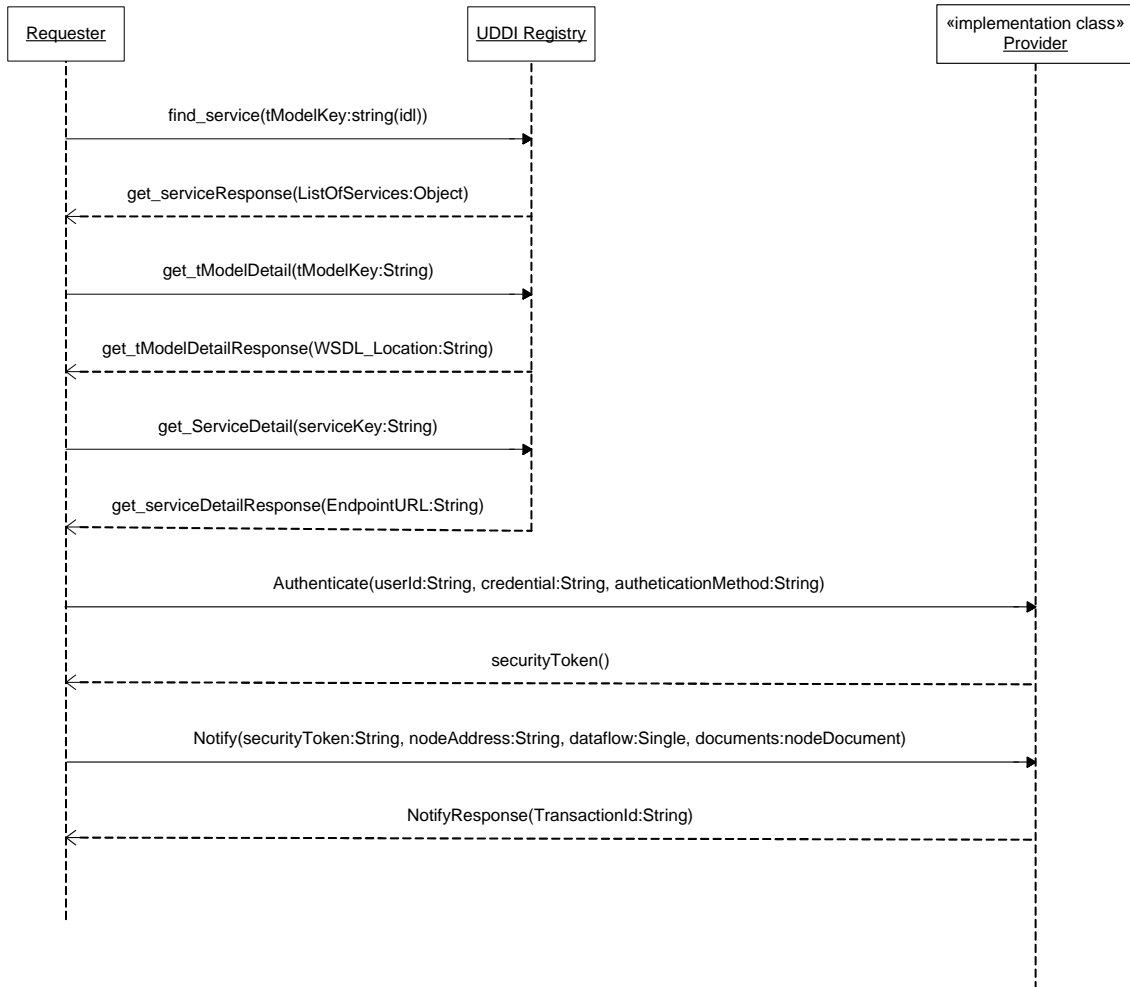 Requester
UDDI Registry
«implementation class»
Provider
find_service(tModelKey:string(idl))
get_serviceResponse(ListOfServices:Object)
get_tModelDetail(tModelKey:String)
get_tModelDetailResponse(WSDL_Location:String)
get_ServiceDetail(serviceKey:String)
get_serviceDetailResponse(EndpointURL:String)
Authenticate(userId:String, credential:String, autheticationMethod:String)
securityToken()
Notify(securityToken:String, nodeAddress:String, dataflow:Single, documents:nodeDocument)
NotifyResponse(TransactionId:String)